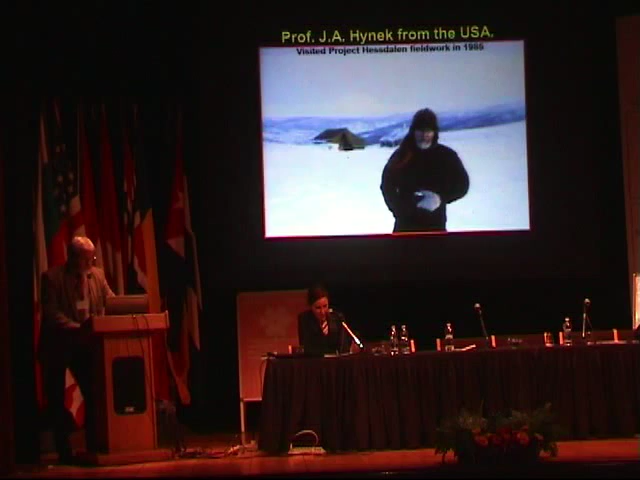 Prof. J.A. Hynek from the USA.
Visited Project Hessdalen fieldwork in 1985